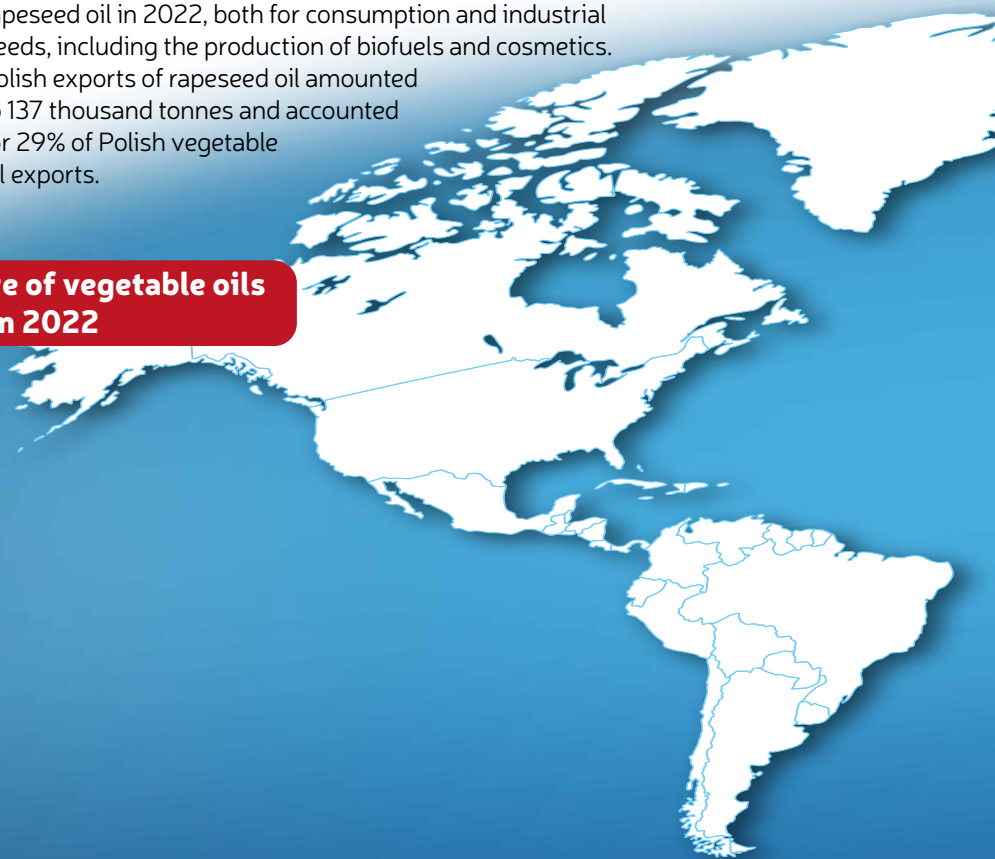 apeseed oil in 2022, both for consumption and industrial
eeds, including the production of biofuels and cosmetics.
olish exports of rapeseed oil amounted
137 thousand tonnes and accounted
or 29% of Polish vegetable
l exports.
e of vegetable oils
n 2022